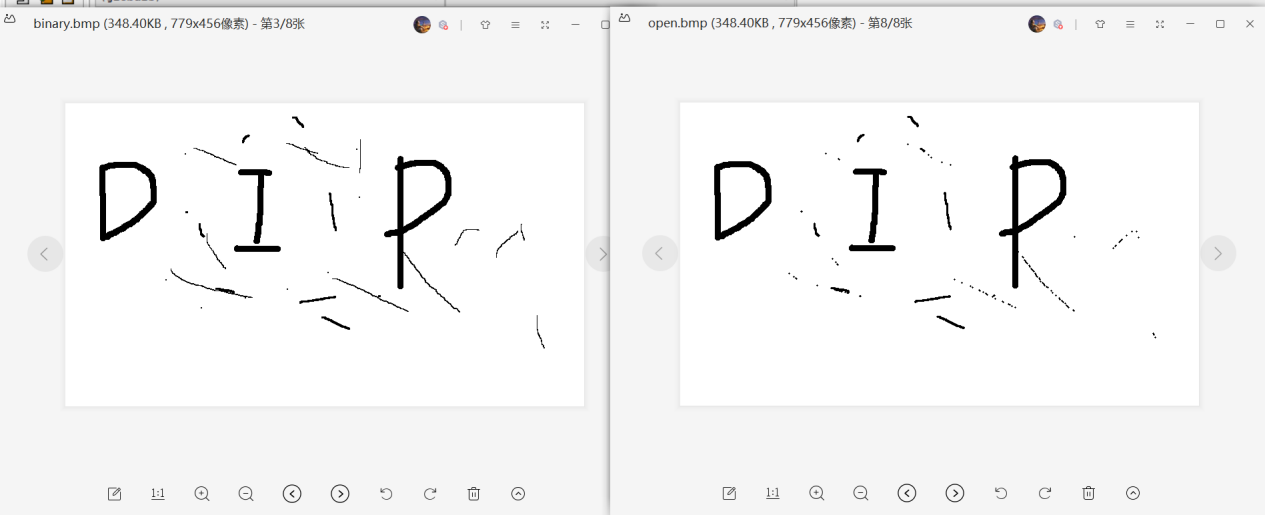 binary.bmp (348.40KB , 779x456像素) - 第3/8张
open.bmp (348.40KB , 779x456像素) - 第8/8张
D I P
D I P
1:1
1:1